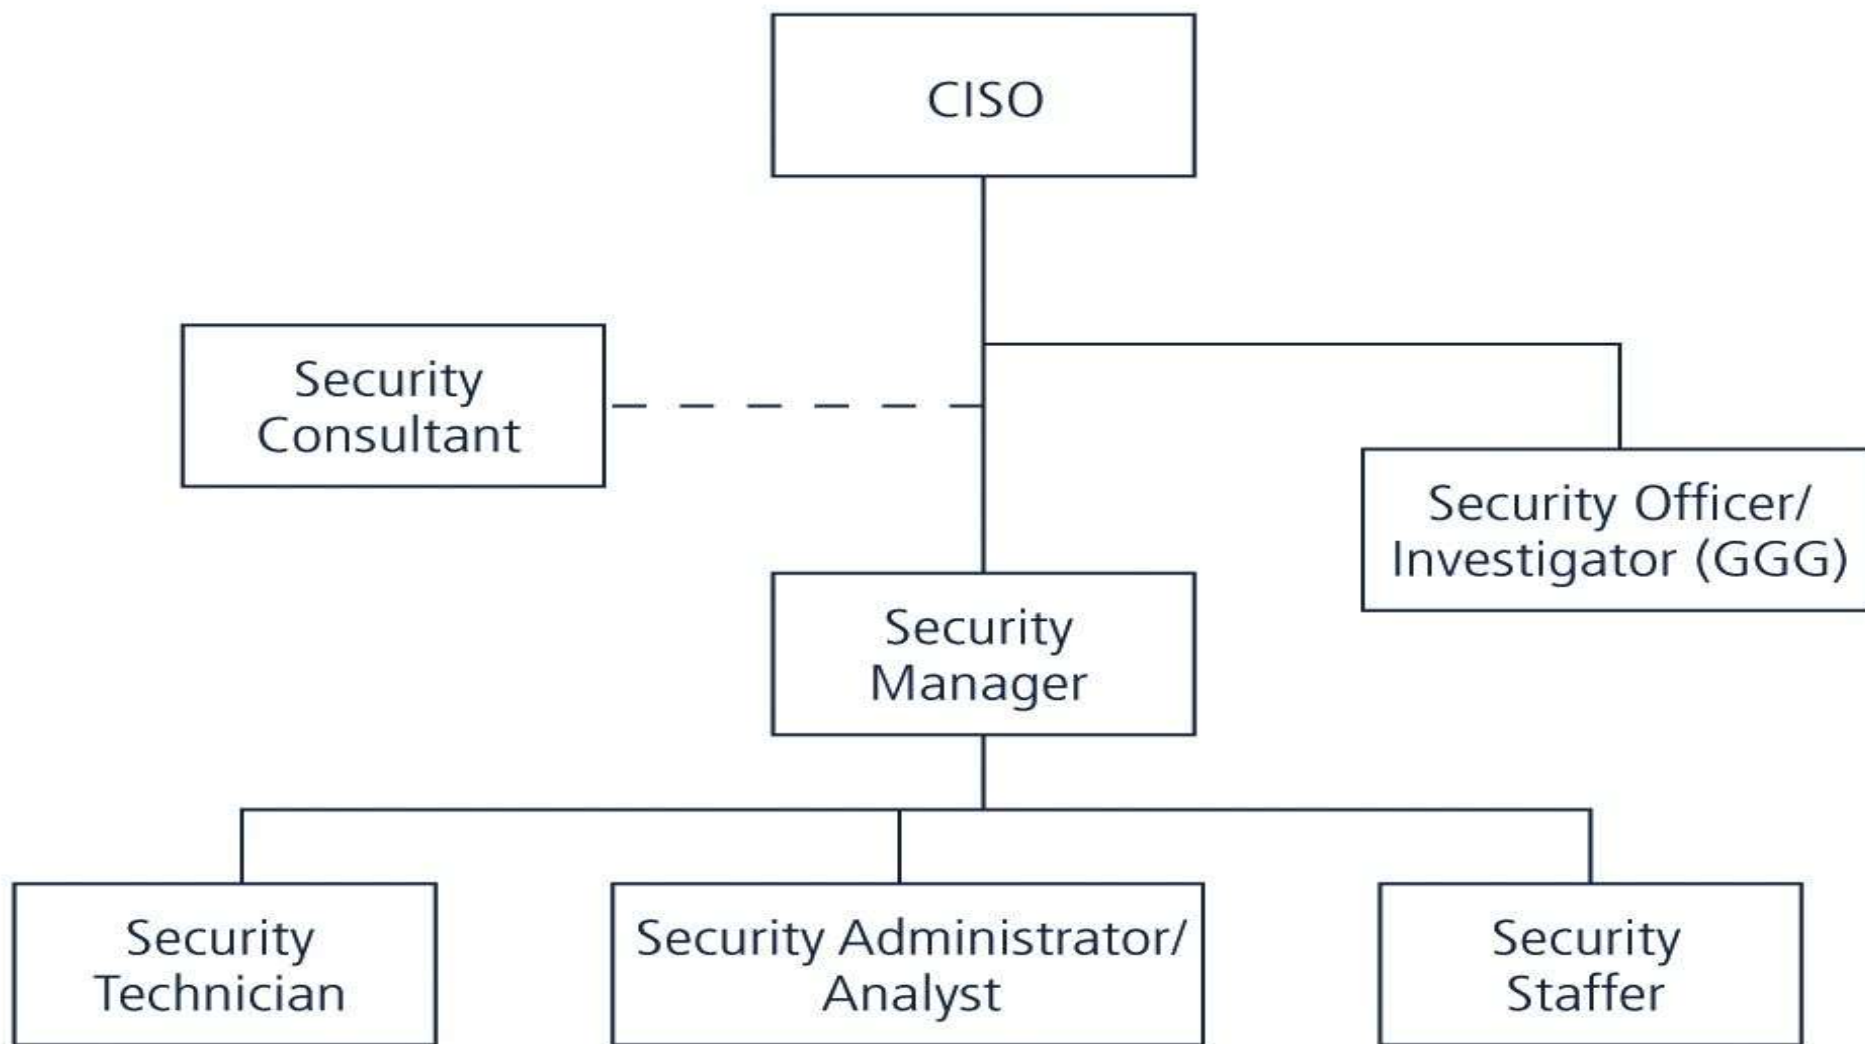 CISO
Security
Consultant
Security Officer/
Investigator (GGG)
Security
Manager
Security
Technician
Security Administrator/
Analyst
Security
Staffer